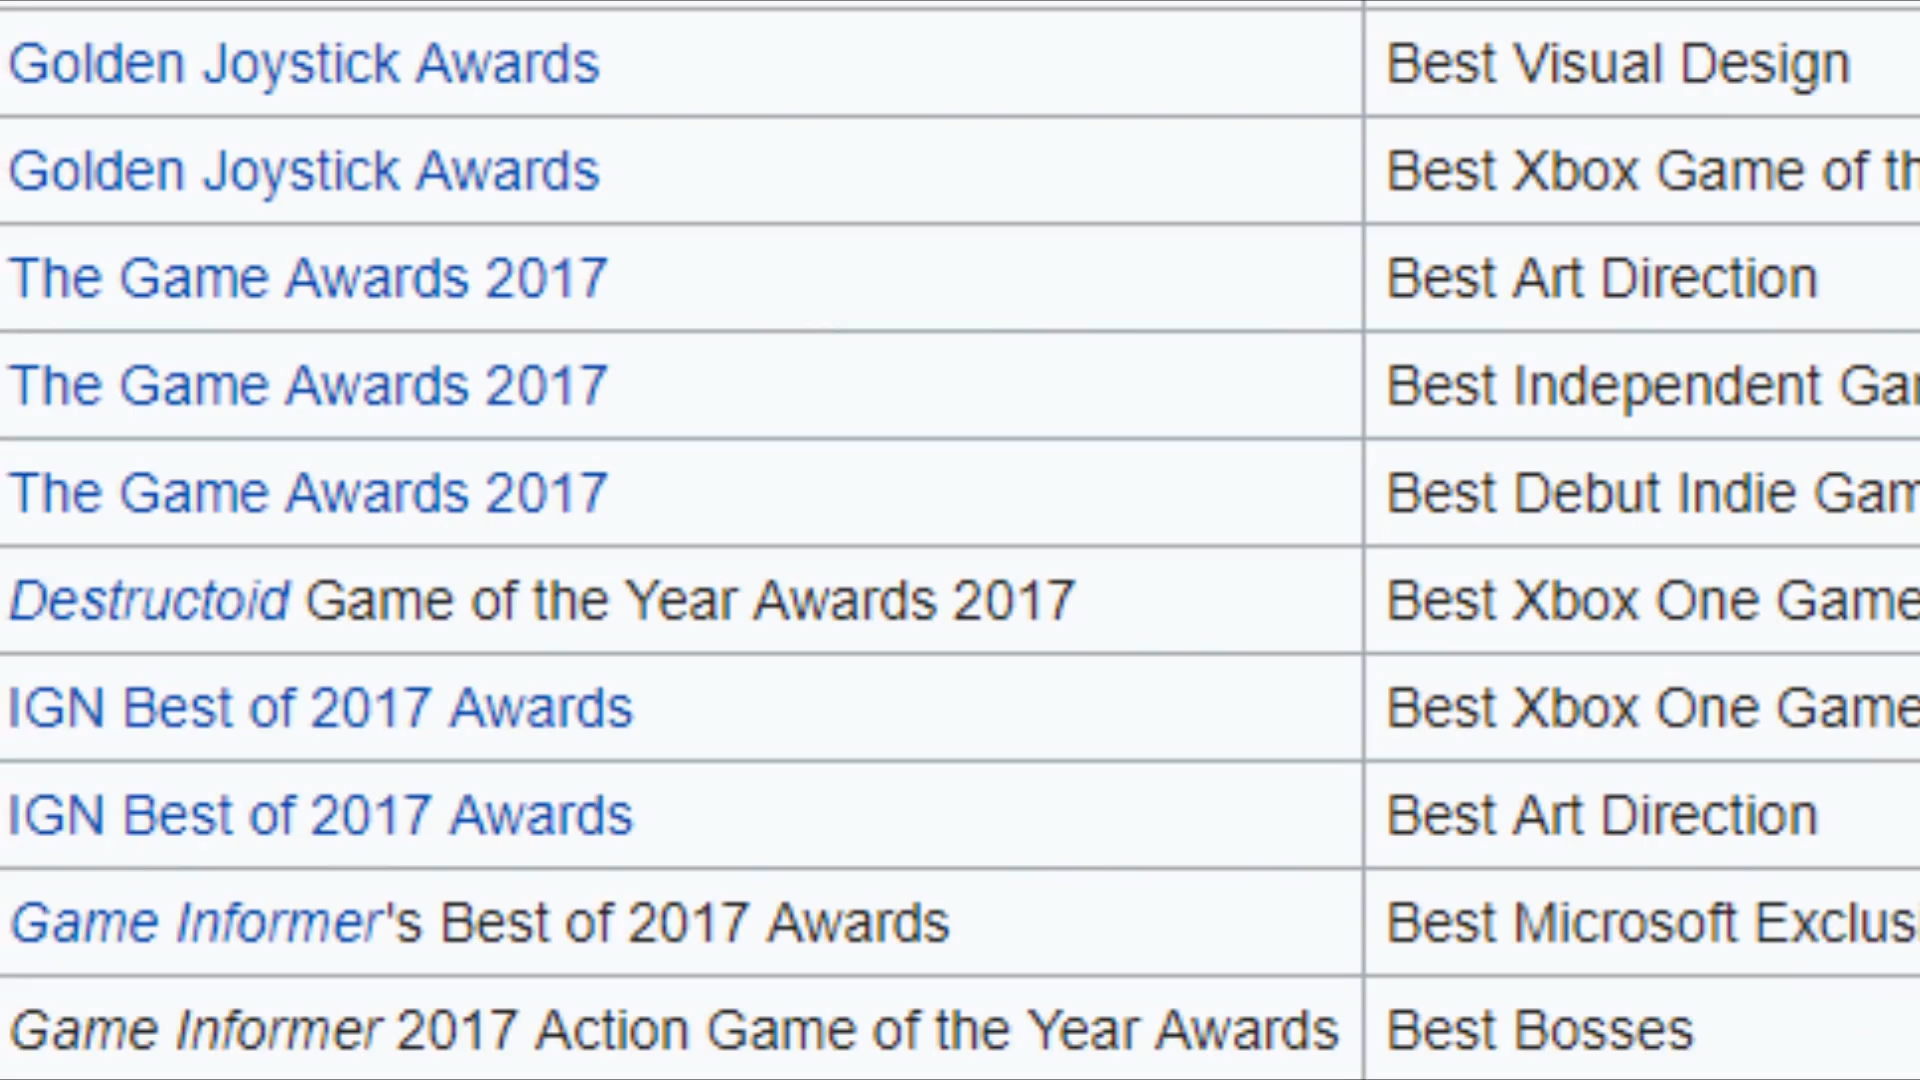 Golden Joystick Awards Best Visual Design
Golden Joystick Awards Best Xbox Game of th
The Game Awards 2017 Best Art Direction
The Game Awards 2017 Best Independent Gam
The Game Awards 2017 Best Debut Indie Gam
Destructoid Game of the Year Awards 2017 Best Xbox One Game
IGN Best of 2017 Awards Best Xbox One Game
IGN Best of 2017 Awards Best Art Direction
Game Informer's Best of 2017 Awards Best Microsoft Exclusi
Game Informer 2017 Action Game of the Year Awards Best Bosses